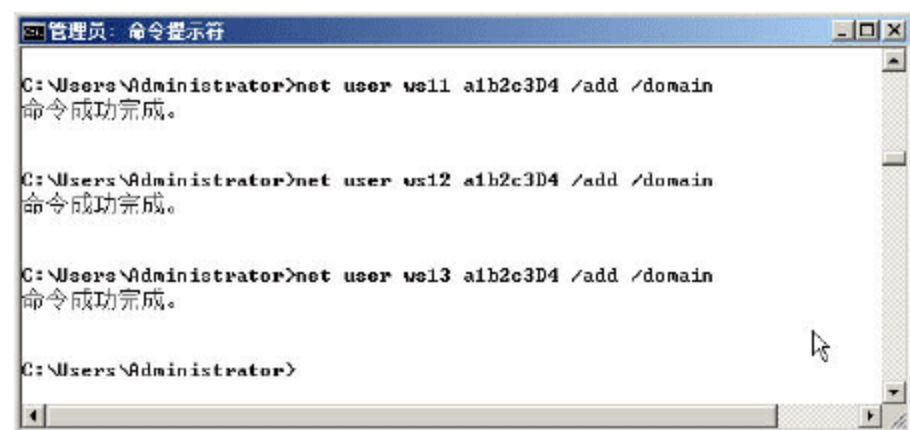 管理员: 命令提示符
C:\Users\Administrator>net user ws11 a1b2c3D4 /add /domain
命令成功完成。
C:\Users\Administrator>net user ws12 a1b2c3D4 /add /domain
命令成功完成。
C:\Users\Administrator>net user ws13 a1b2c3D4 /add /domain
命令成功完成。
C:\Users\Administrator>